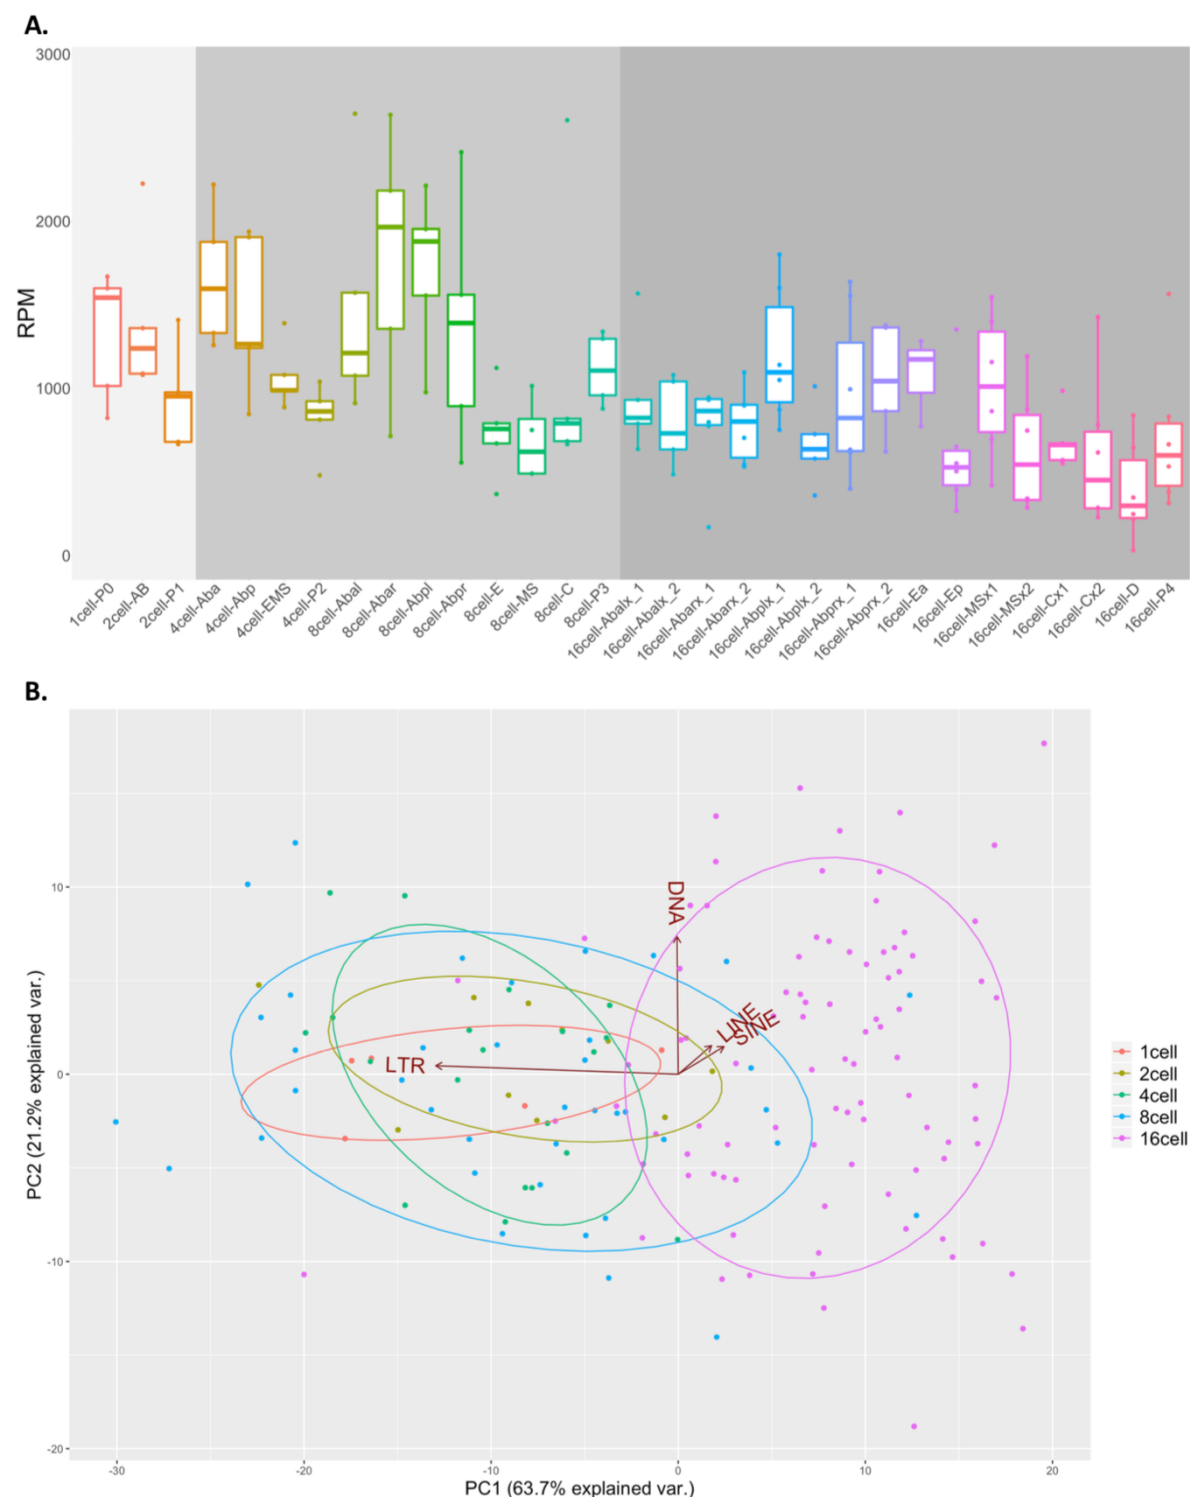 A.
3000
2000
1000
0
RPM
1cell-P0
2cell-AB
2cell-P1
4cell-Aba
4cell-Abp
4cell-EMS
4cell-P2
8cell-Abal
8cell-Abar
8cell-Abpl
8cell-Abpr
8cell-E
8cell-MS
8cell-C
8cell-P3
16cell-Abalx_1
16cell-Abalx_2
16cell-Abarx_1
16cell-Abarx_2
16cell-Abplx_1
16cell-Abplx_2
16cell-Abprx_1
16cell-Abprx_2
16cell-Ea
16cell-Ep
16cell-MSx1
16cell-MSx2
16cell-Cx1
16cell-Cx2
16cell-D
16cell-P4
B.
10
0
-10
-20
PC2 (21.2% explained var.)
DNA
LINE
SINE
LTR
1cell
2cell
4cell
8cell
16cell
-30
-20
-10
0
10
20
PC1 (63.7% explained var.)